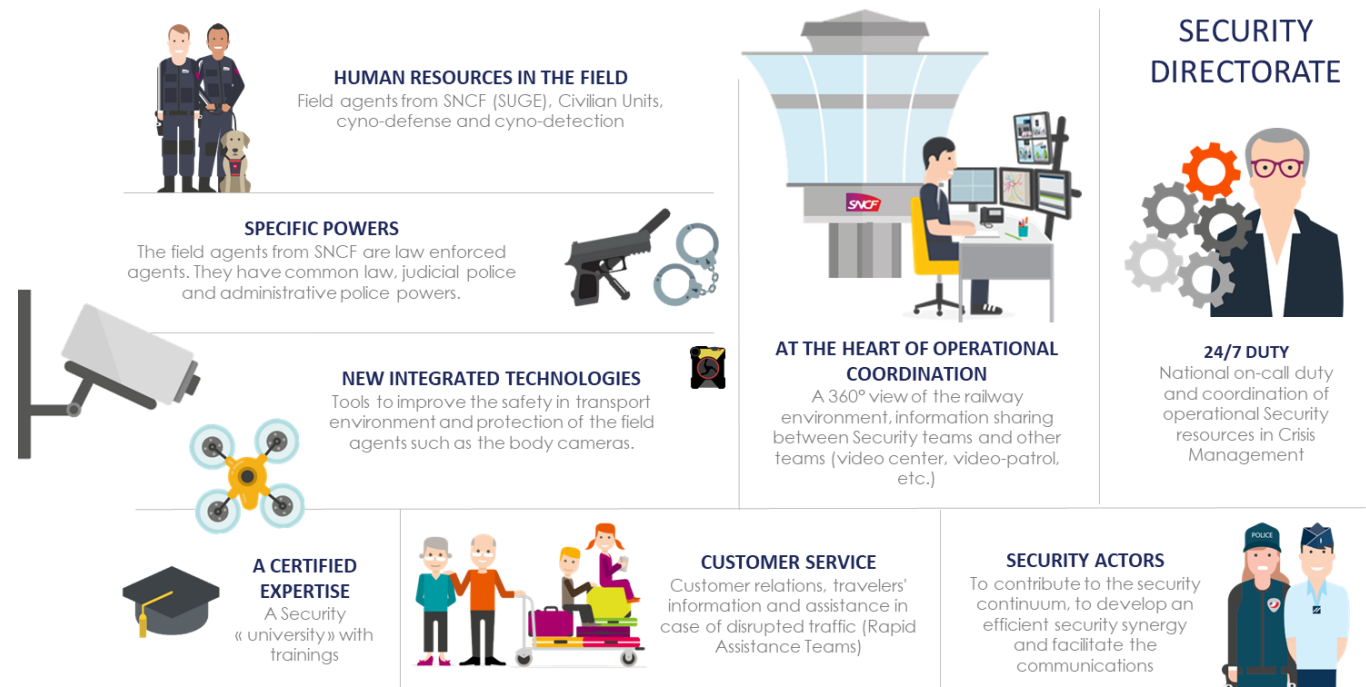 SECURITY
DIRECTORATE
HUMAN RESOURCES IN THE FIELD
Field agents from SNCF (SUGE), Civilian Units,
cyno-defense and cyno-detection
SPECIFIC POWERS
The field agents from SNCF are law enforced
agents. They have common law, judicial police
and administrative police powers.
NEW INTEGRATED TECHNOLOGIES
Tools to improve the safety in transport
environment and protection of the field
agents such as the body cameras.
SNCF
AT THE HEART OF OPERATIONAL
COORDINATION
A 360° view of the railway
environment, information sharing
between Security teams and other
teams (video center, video-patrol,
etc.)
24/7 DUTY
National on-call duty
and coordination of
operational Security
resources in Crisis
Management
A CERTIFIED
EXPERTISE
A Security
« university » with
trainings
CUSTOMER SERVICE
Customer relations, travelers'
information and assistance in
case of disrupted traffic (Rapid
Assistance Teams)
SECURITY ACTORS
To contribute to the security
continuum, to develop an
efficient security synergy
and facilitate the
communications
POLICE